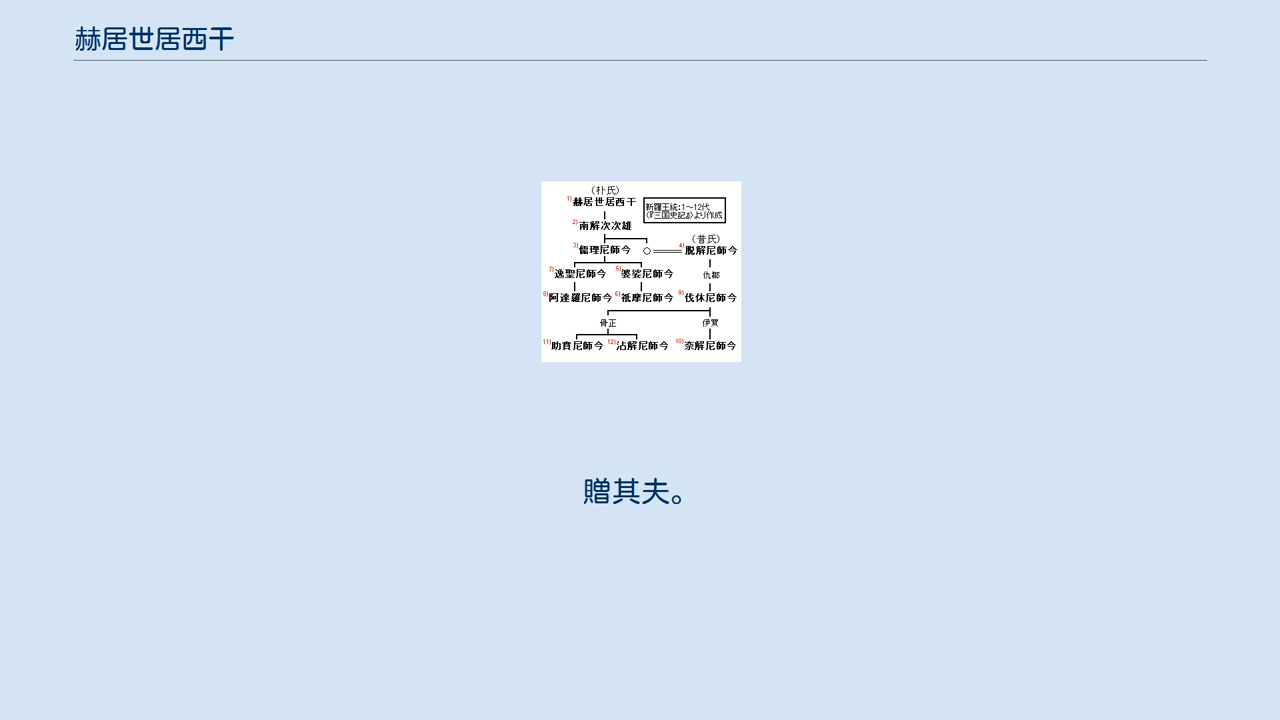 赫居世居西干
(朴氏)
1)赫居世居西干
新羅王統:1～12代
(『三国史記』)より作成
2)南解次次雄
(昔氏)
3)儒理尼師今
4)脱解尼師今
7)逸聖尼師今 5)婆娑尼師今 仇鄒
8)阿達羅尼師今 6)祇摩尼師今 9)伐休尼師今
骨正 伊買
11)助賁尼師今 12)沾解尼師今 10)奈解尼師今
贈其夫。